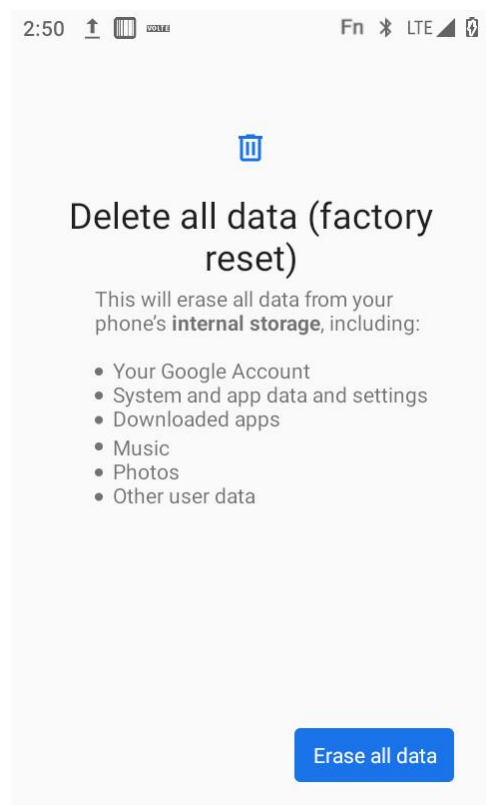 2:50 VOLTE Fn LTE
Delete all data (factory
reset)
This will erase all data from your
phone's internal storage, including:
• Your Google Account
• System and app data and settings
• Downloaded apps
• Music
• Photos
• Other user data
Erase all data